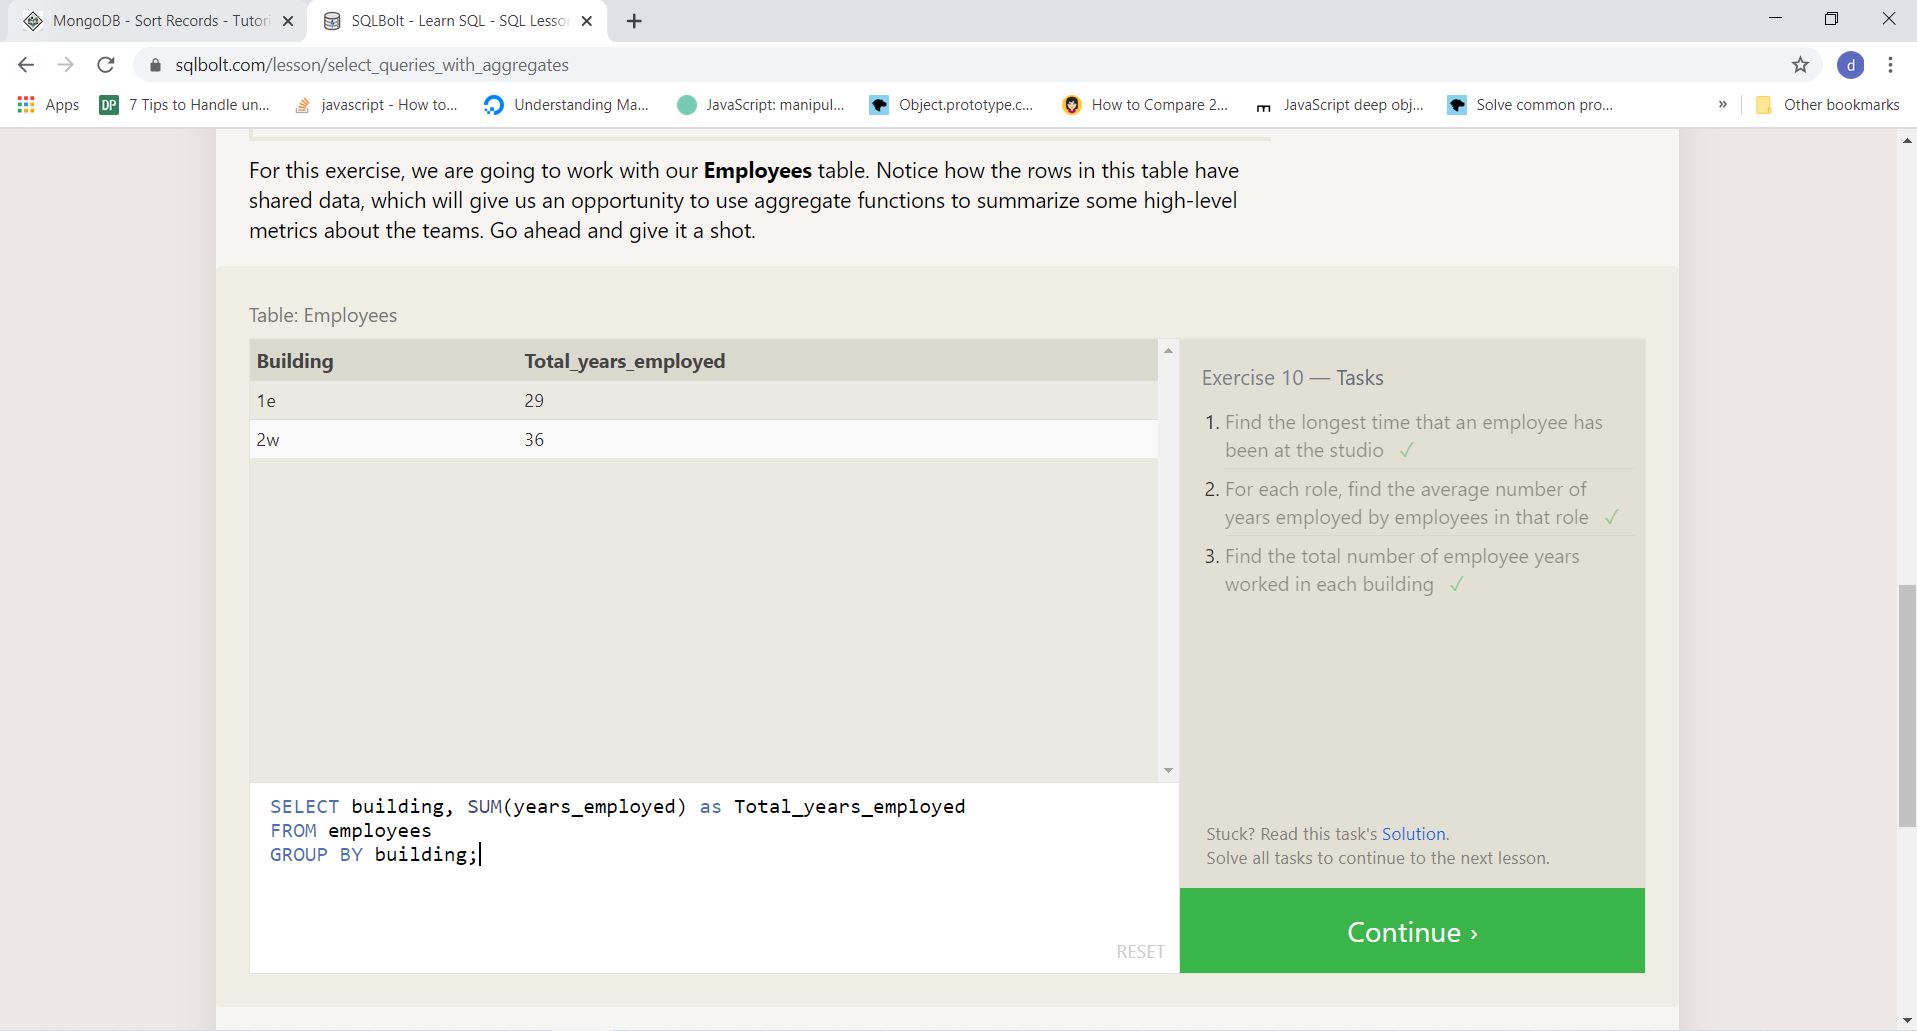 MongoDB - Sort Records - Tutori
SQLBolt - Learn SQL - SQL Lesso
sqlbolt.com/lesson/select_queries_with_aggregates
d
Apps
DP 7 Tips to Handle un...
javascript - How to...
Understanding Ma...
JavaScript: manipul...
Object.prototype.c...
How to Compare 2...
JavaScript deep obj...
Solve common pro...
»
Other bookmarks
For this exercise, we are going to work with our Employees table. Notice how the rows in this table have
shared data, which will give us an opportunity to use aggregate functions to summarize some high-level
metrics about the teams. Go ahead and give it a shot.
Table: Employees
Building Total_years_employed
1e 29
2w 36
SELECT building, SUM(years_employed) as Total_years_employed
FROM employees
GROUP BY building;
RESET
Exercise 10 — Tasks
1. Find the longest time that an employee has
been at the studio ✓
2. For each role, find the average number of
years employed by employees in that role ✓
3. Find the total number of employee years
worked in each building ✓
Stuck? Read this task's Solution.
Solve all tasks to continue to the next lesson.
Continue ›